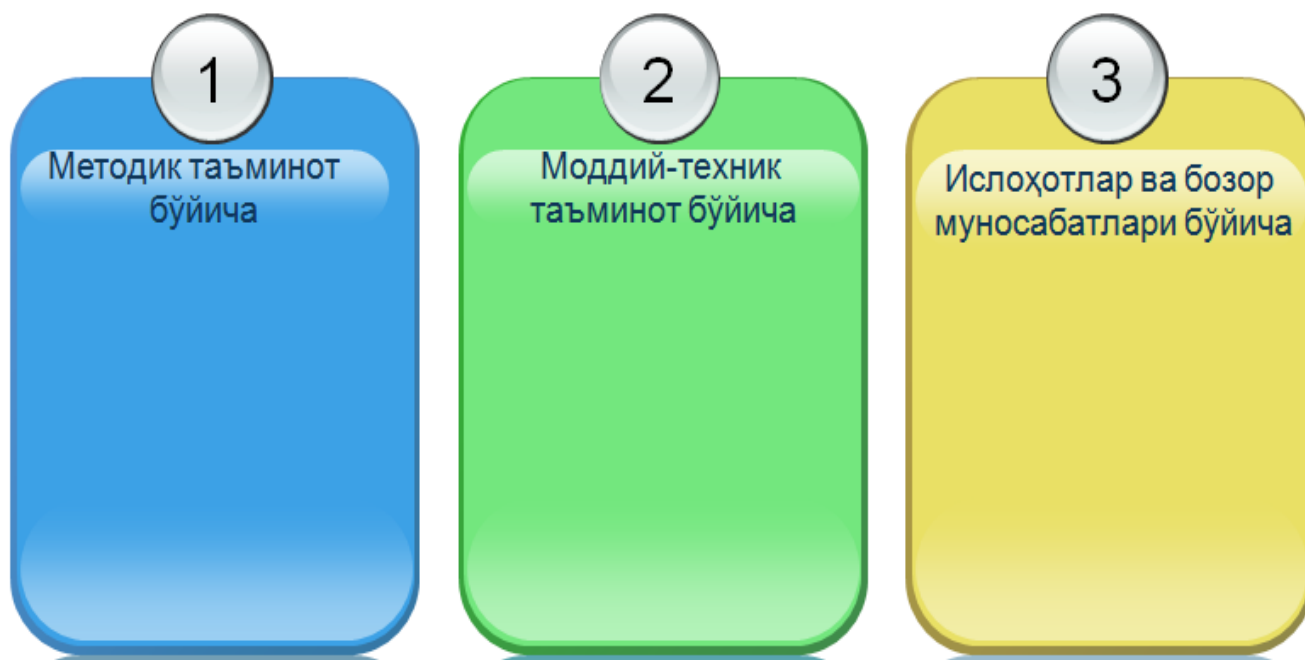 1
Методик таъминот
бўйича
2
Моддий-техник
таъминот бўйича
3
Ислоҳотлар ва бозор
муносабатлари бўйича